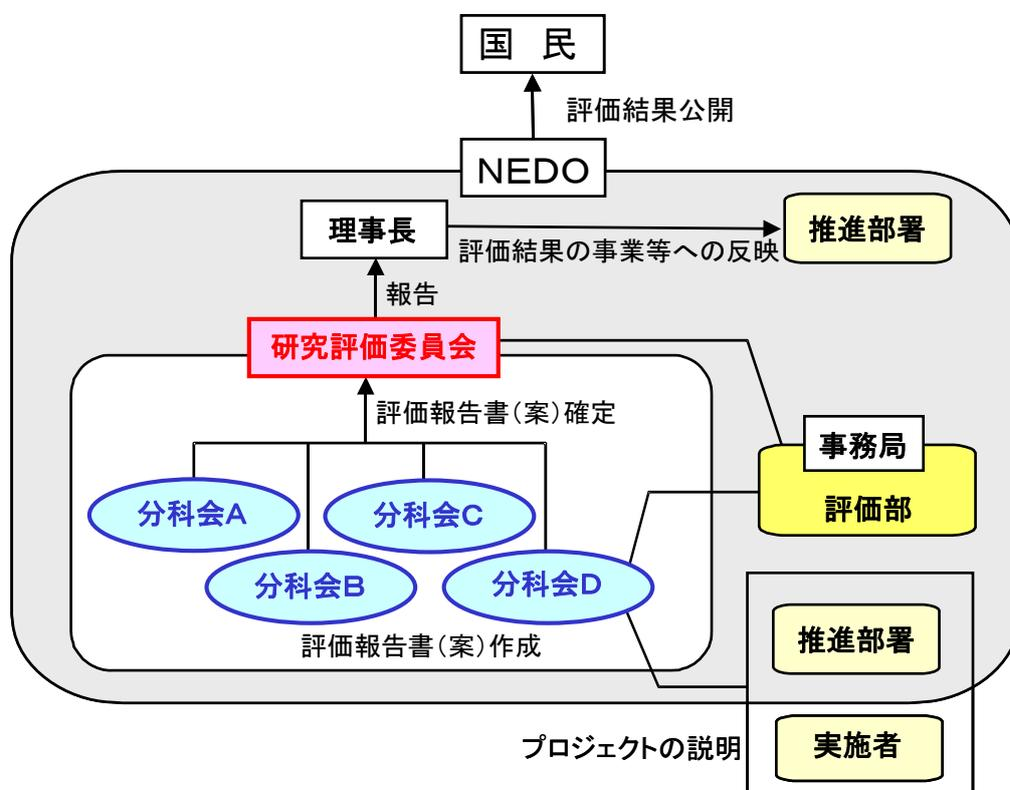 国　民
評価結果公開
ＮＥＤＯ
理事長
評価結果の事業等への反映
推進部署
報告
研究評価委員会
評価報告書（案）確定
事務局
評価部
分科会Ａ
分科会Ｃ
分科会Ｂ
分科会Ｄ
評価報告書（案）作成
推進部署
プロジェクトの説明
実施者